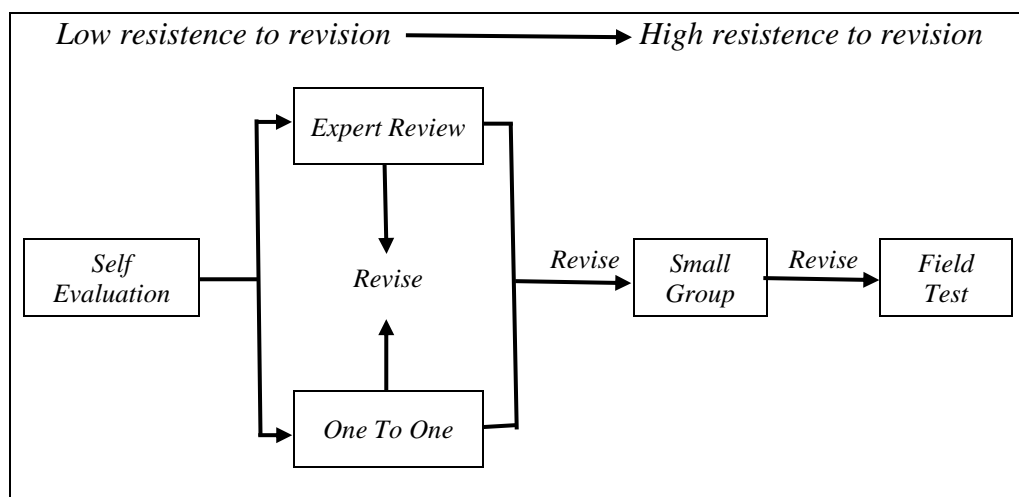 Low resistence to revision High resistence to revision
Expert Review
Self
Evaluation
Revise
Revise
Small
Group
Revise
Field
Test
One To One